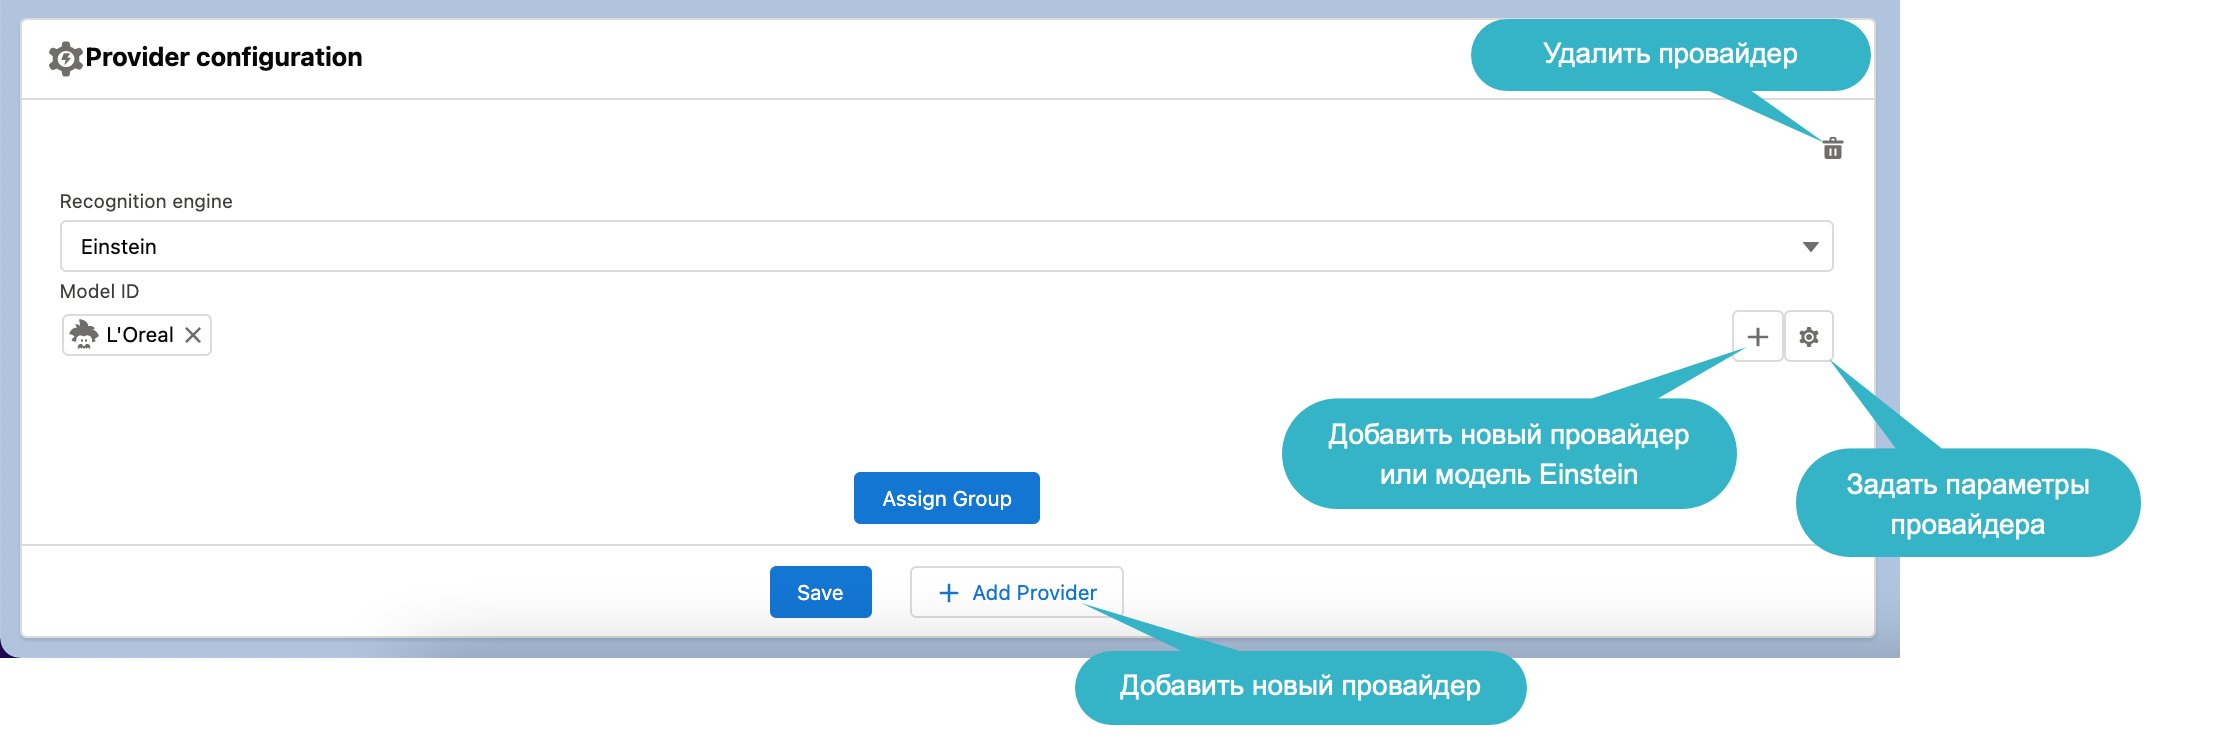 Provider configuration
Удалить провайдер
Recognition engine
Einstein
Model ID
L'Oreal
Добавить новый провайдер
или модель Einstein
Задать параметры
провайдера
Assign Group
Save
Add Provider
Добавить новый провайдер